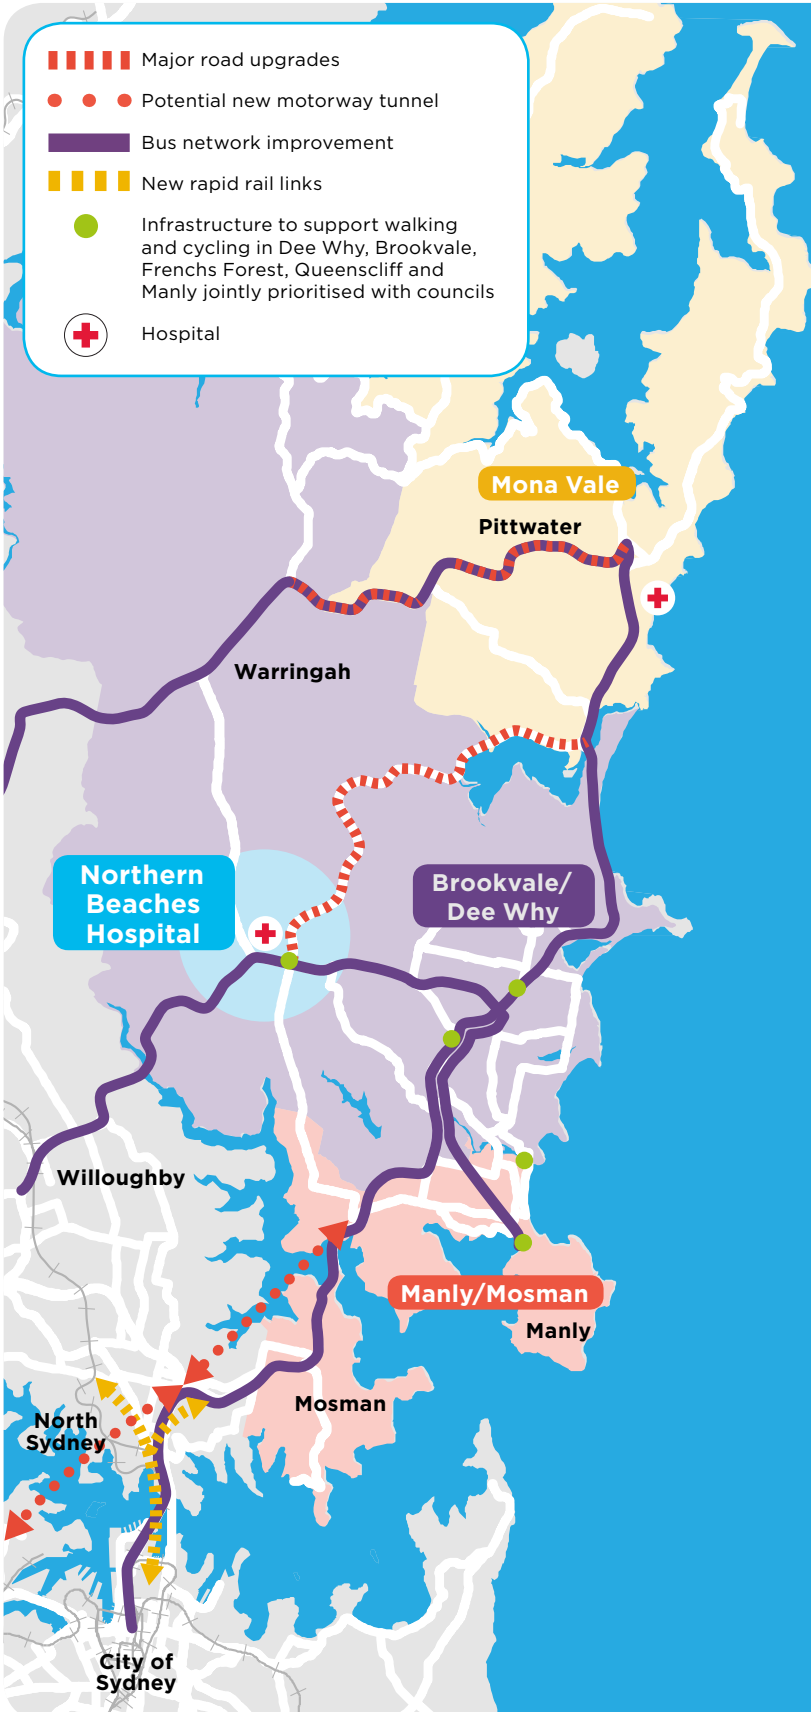 Major road upgrades
Potential new motorway tunnel
Bus network improvement
New rapid rail links
Infrastructure to support walking
and cycling in Dee Why, Brookvale,
Frenchs Forest, Queenscliff and
Manly jointly prioritised with councils
Hospital
Mona Vale
Pittwater
Warringah
Northern
Beaches
Hospital
Brookvale/
Dee Why
Willoughby
Manly/Mosman
Manly
Mosman
North
Sydney
City of
Sydney